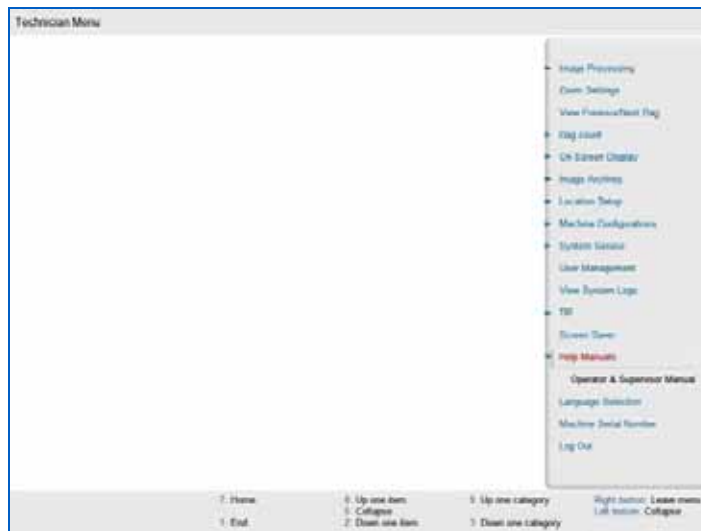 Technician Menu
Image Processing
Zoom Settings
View Previous/Next Bag
Bag count
On Screen Display
Image Archives
Location Setup
Machine Configurations
System Service
User Management
View System Logs
TIP
Screen Saver
Help Manuals
Operator & Supervisor Manual
Language Selection
Machine Serial Number
Log Out
7: Home 8: Up one item 9: Up one category Right button: Leave menu
5: Collapse Left button: Collapse
1: End 2: Down one item 3: Down one category